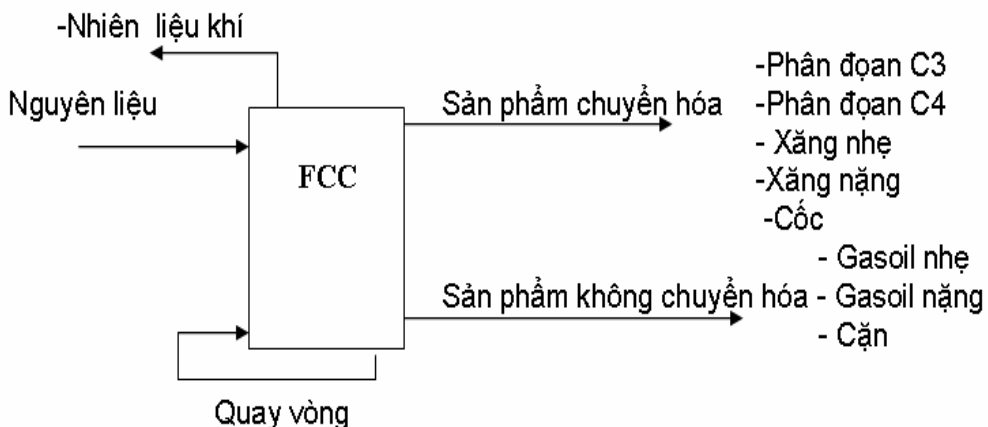 -Nhiên liệu khí
Nguyên liệu
FCC
Sản phẩm chuyển hóa
-Phân đọan C3
-Phân đọan C4
- Xăng nhẹ
-Xăng nặng
-Cốc
Sản phẩm không chuyển hóa
- Gasoil nhẹ
- Gasoil nặng
- Cặn
Quay vòng